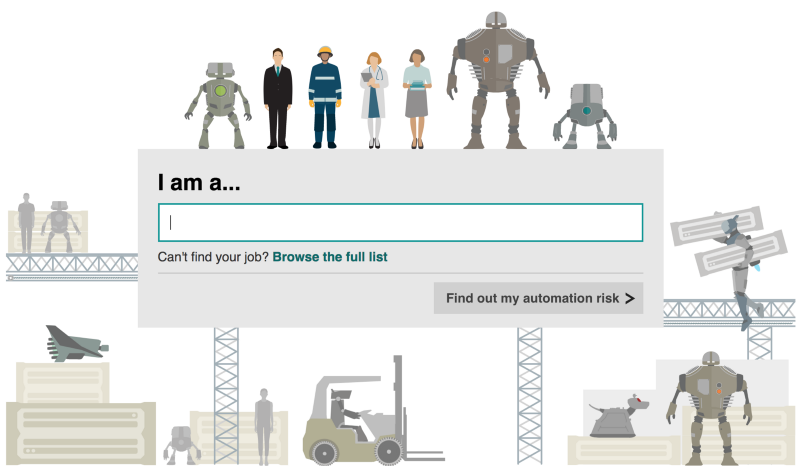 I am a...
Can't find your job? Browse the full list
Find out my automation risk